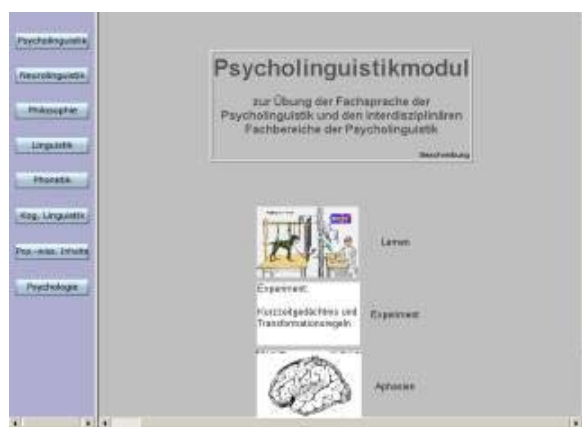 Psycholinguistik
Neurolinguistik
Philosophie
Linguistik
Phonetik
Kog. Linguistik
Pop.-wiss. Inhalte
Psychologie
Psycholinguistikmodul
zur Übung der Fachsprache der
Psycholinguistik und den interdisziplinären
Fachbereiche der Psycholinguistik
Beschreibung
Lernen
Experiment:
Kurzzeitgedächtnis und
Transformationsregeln
Experiment
Aphasien